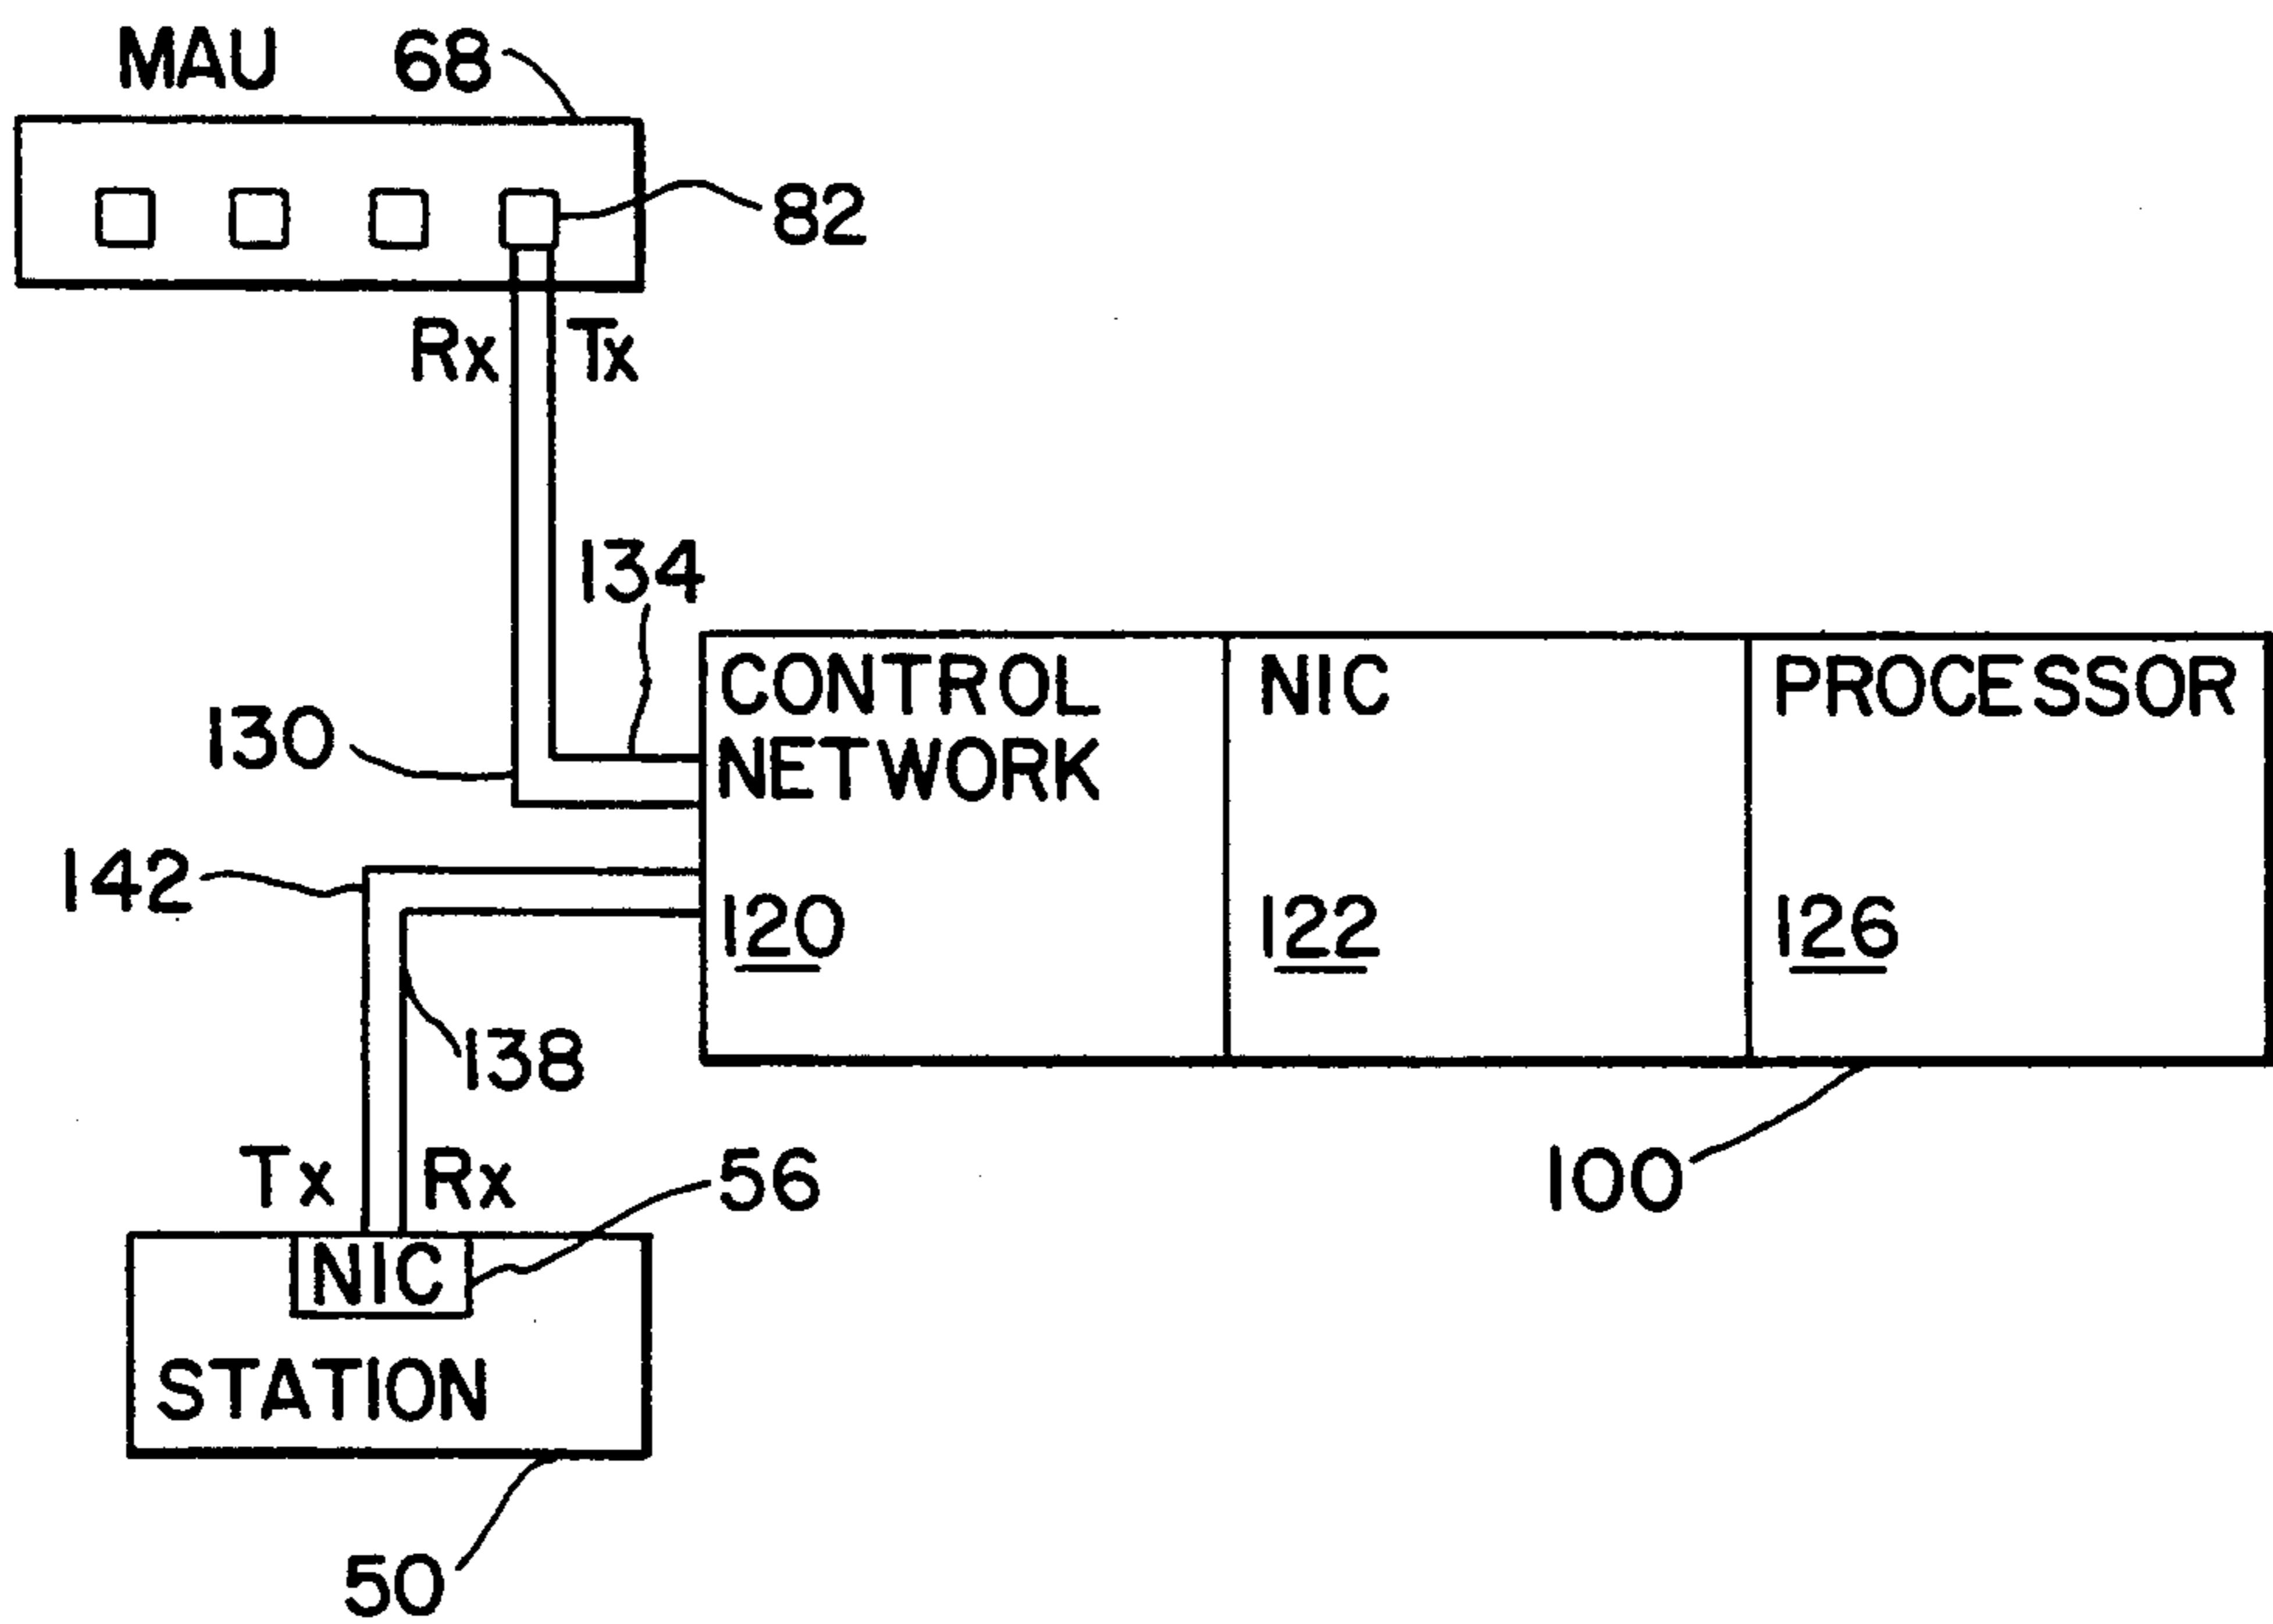 MAU 68
82
Rx Tx
134
CONTROL NETWORK
NIC
PROCESSOR
130
142
120
122
126
138
Tx Rx
56
100
NIC
STATION
50